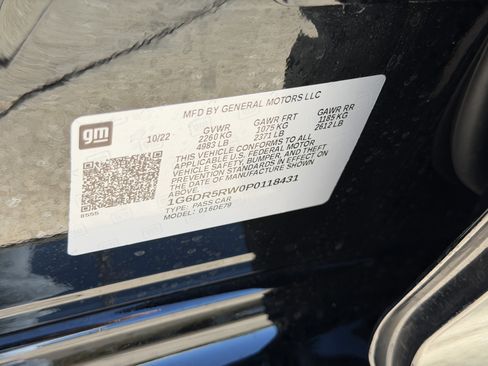 MFD BY GENERAL MOTORS LLC
gm
10/22
GVWR
2260 KG
4983 LB
GAWR FRT
1075 KG
2371 LB
GAWR RR
1185 KG
2612 LB
THIS VEHICLE CONFORMS TO ALL
APPLICABLE U.S. FEDERAL MOTOR
VEHICLE SAFETY, BUMPER, AND THEFT
PREVENTION STANDARDS IN EFFECT ON
THE DATE OF MANUFACTURE SHOWN
ABOVE.
1G6DR5RW0P0118431
TYPE: PASS CAR
MODEL: 0160E79